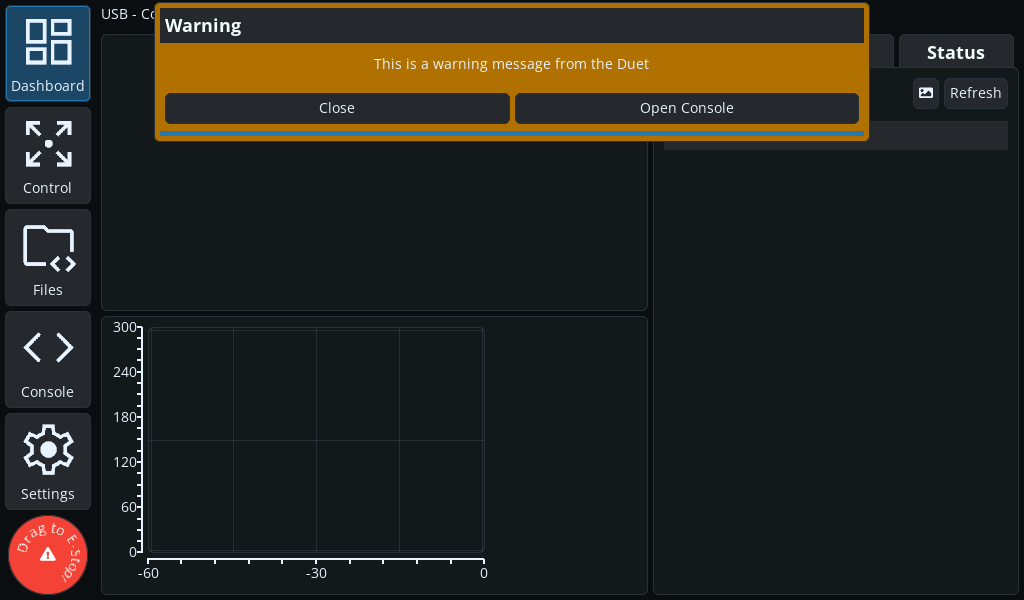 USB - Co
Warning
This is a warning message from the Duet
Close
Open Console
Status
Refresh
Dashboard
Control
Files
Console
Settings
Drag to E-Stop!
300
240
180
120
60
0
-60
-30
0